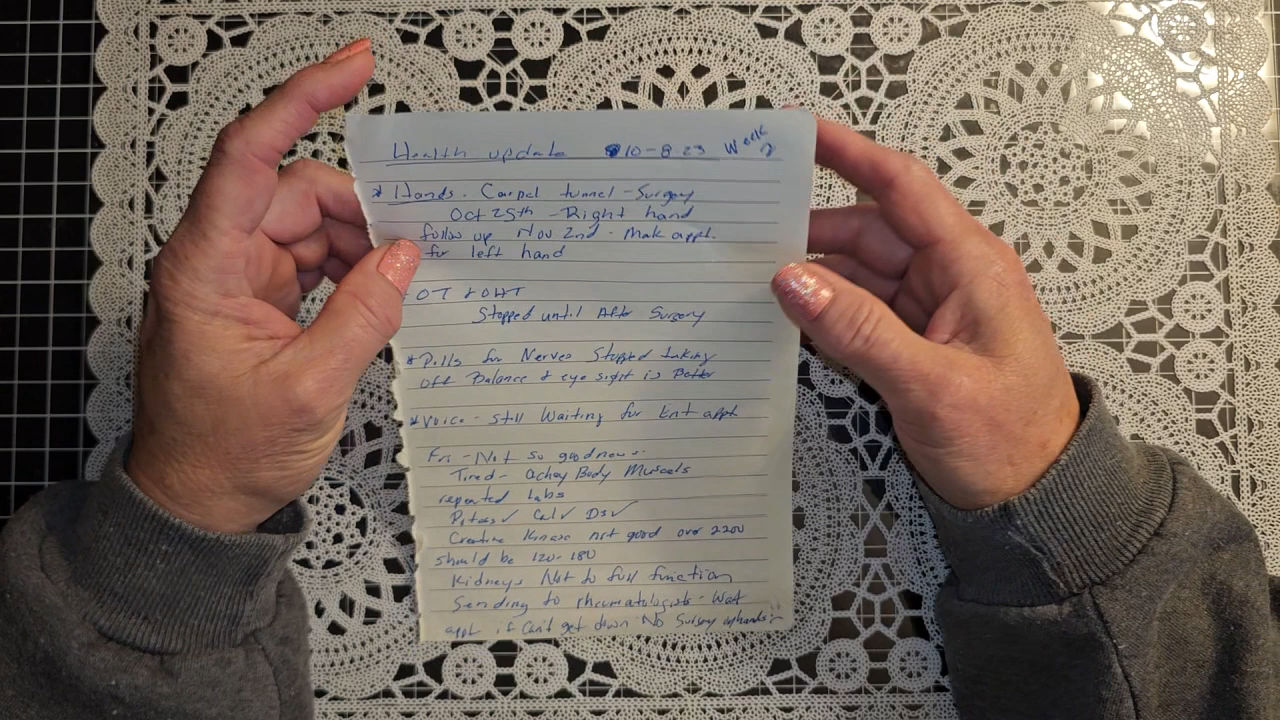 Health update 10-8 23 Week 2
* Hands. Carpel tunnel - Surgery
Oct 25th - Right hand
follow up Nov 2nd - Mak appt.
for left hand
OT & OHT
Stopped until After Surgery
* Pills for Nerves Stopped taking
off Balance & eye sight is Better
* Voice - Still Waiting for Ent appt
Fri - Not so good news.
Tired - Achey Body Muscels
repeated Labs
Potass ✓ Cal ✓ D3 ✓
Creatine Kinase not good over 2200
should be 120-180
Kidneys Not to full function
Sending to rheumatologists - Wait
appt if Can't get down No Surgery on hands